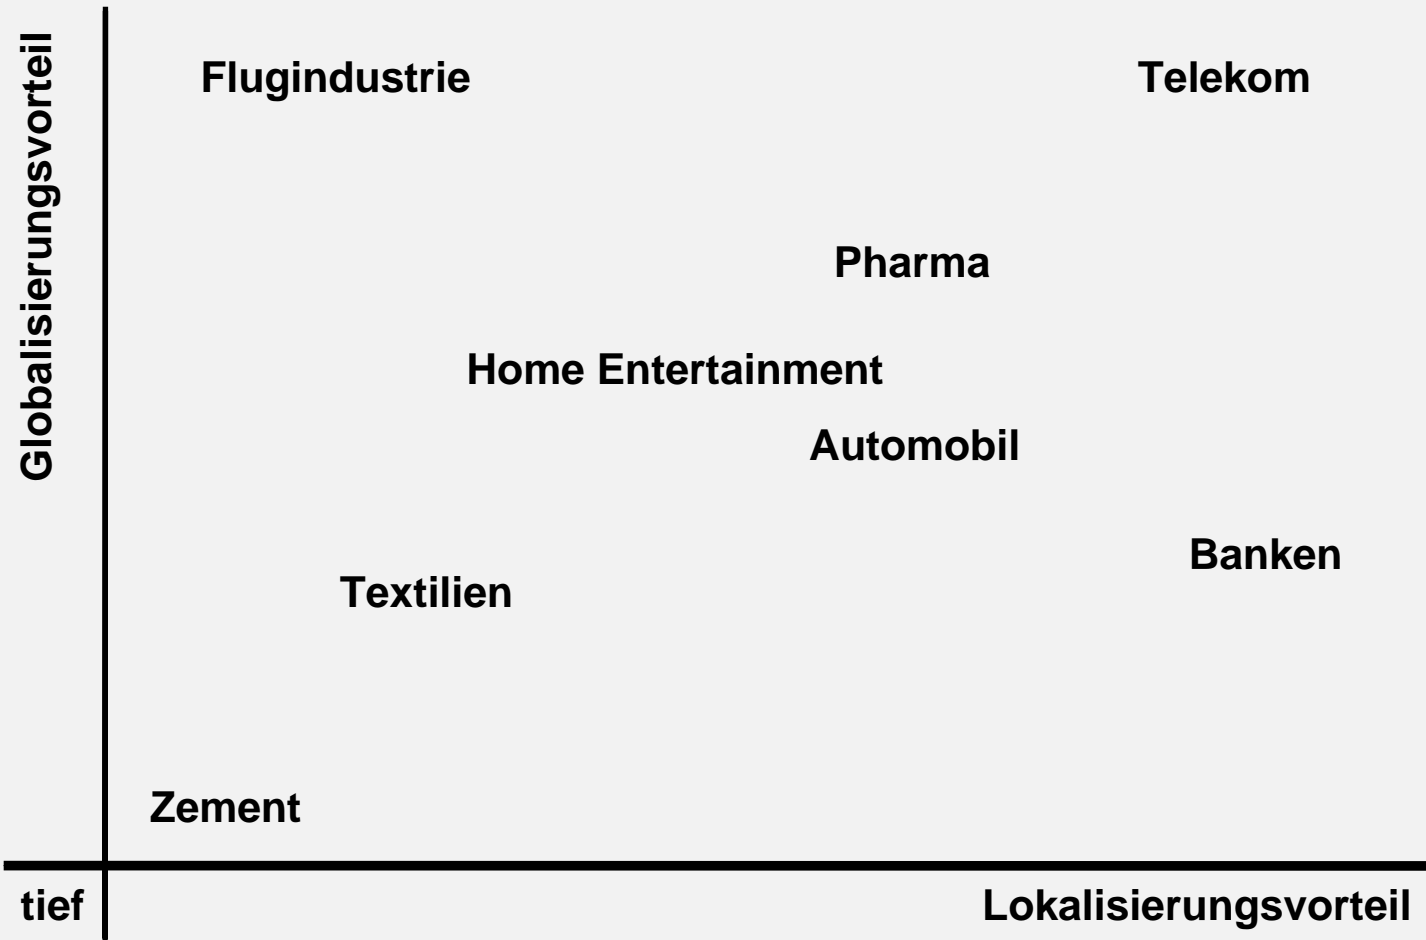 Globalisierungsvorteil
Flugindustrie
Telekom
Pharma
Home Entertainment
Automobil
Banken
Textilien
Zement
tief
Lokalisierungsvorteil